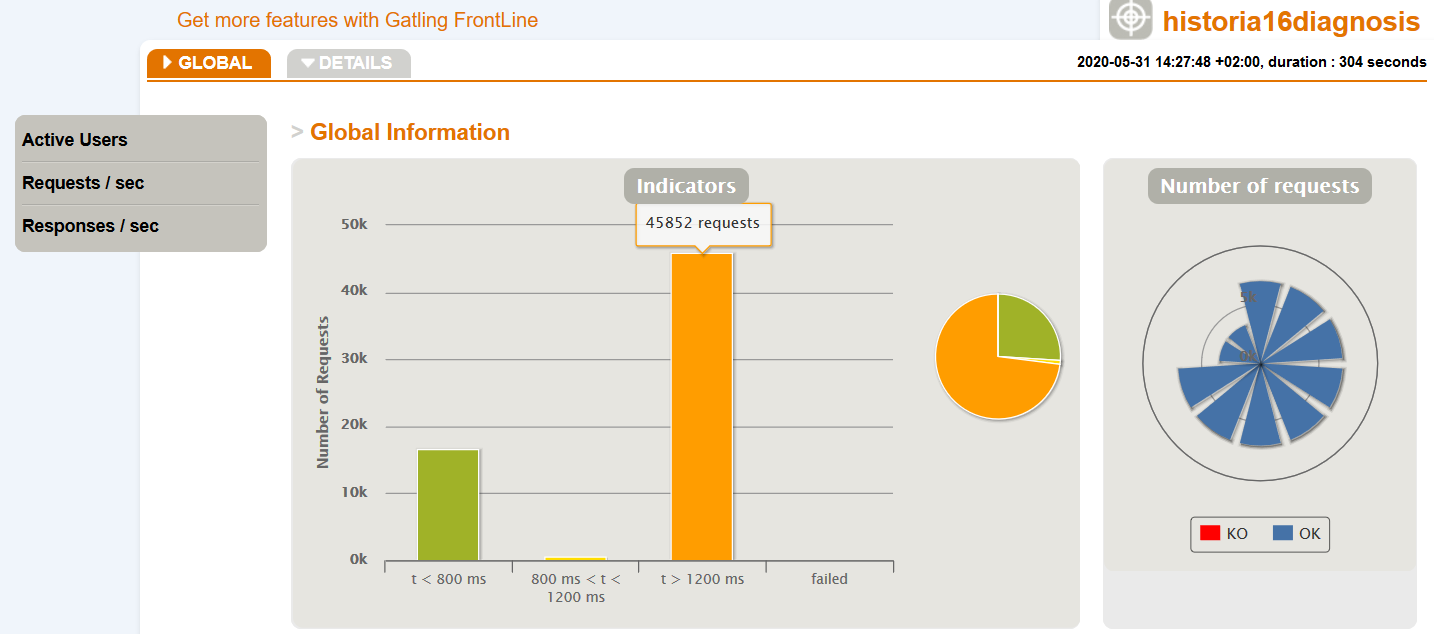 Get more features with Gatling FrontLine
historia16diagnosis
GLOBAL
DETAILS
2020-05-31 14:27:48 +02:00, duration : 304 seconds
Active Users
Requests / sec
Responses / sec
> Global Information
Indicators
45852 requests
Number of Requests
50k
40k
30k
20k
10k
0k
t < 800 ms
800 ms < t <
1200 ms
t > 1200 ms
failed
Number of requests
5k
0k
KO
OK